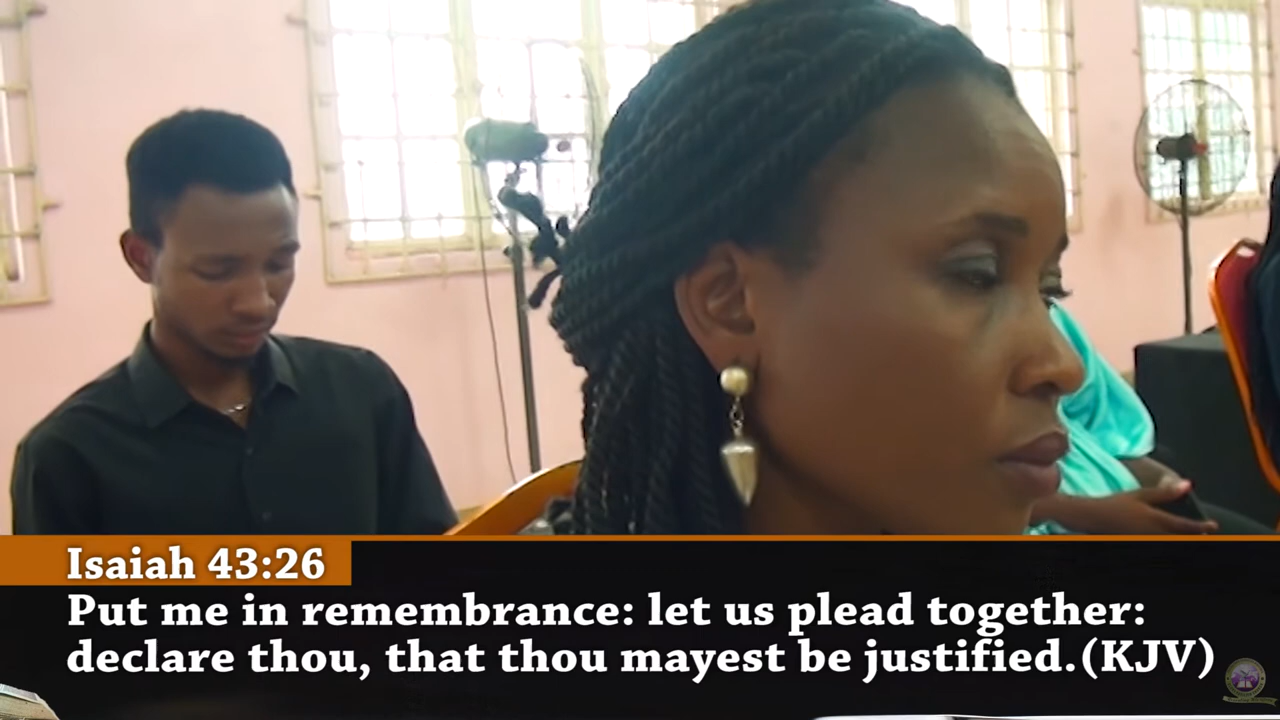 Isaiah 43:26
Put me in remembrance: let us plead together:
declare thou, that thou mayest be justified.(KJV)